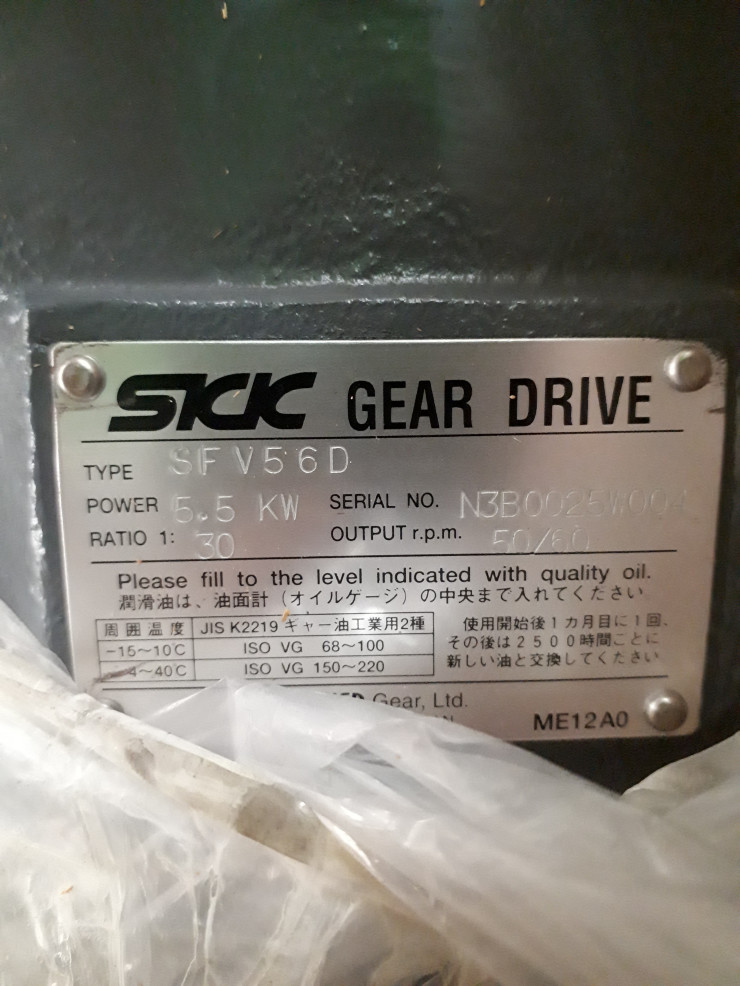 SKK GEAR DRIVE
TYPE SFV56D
POWER 5.5 KW SERIAL NO. N3B0025W004
RATIO 1: 30 OUTPUT r.p.m. 50/60
Please fill to the level indicated with quality oil.
潤滑油は、油面計（オイルゲージ）の中央まで入れてください
周囲温度 JIS K2219 ギャー油工業用2種
-15～10℃ ISO VG 68～100
4～40℃ ISO VG 150～220
使用開始後1カ月目に1回、
その後は2500時間ごとに
新しい油と交換してください
Gear, Ltd.
ME12A0